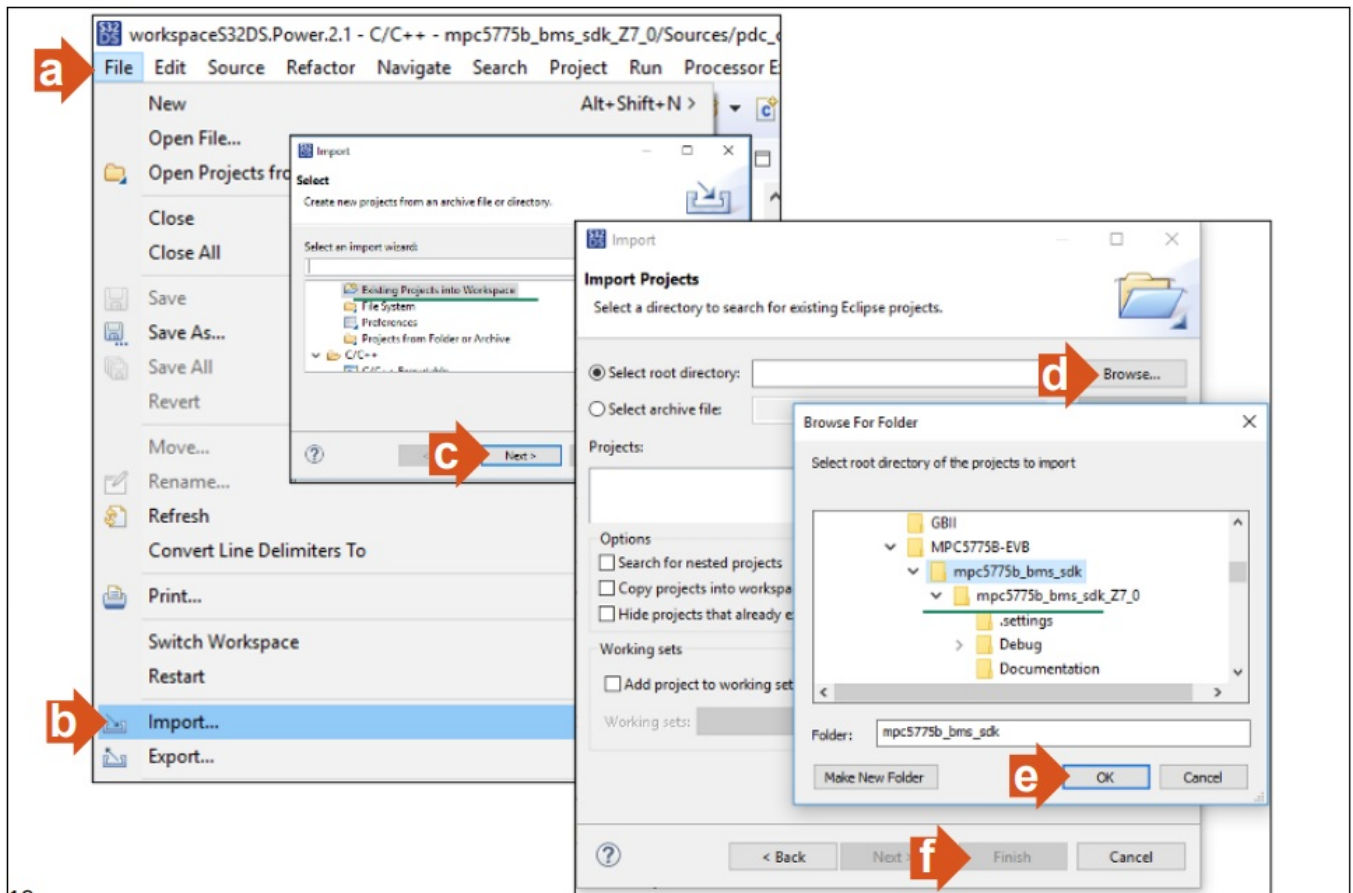 workspaceS32DS.Power.2.1 - C/C++ - mpc5775b_bms_sdk_Z7_0/Sources/pdc_
a
File Edit Source Refactor Navigate Search Project Run Processor
New Alt+Shift+N >
Open File...
Open Projects
Close
Close All
Save
Save As...
Save All
Revert
Move...
Rename...
Refresh
Convert Line Delimiters To
Print...
Switch Workspace
Restart
b
Import...
Export...
Import
Select
Create new projects from an archive file or directory.
Select an import wizard:
Existing Projects into Workspace
File System
Preferences
Projects from Folder or Archive
C/C++
C/C++ Executable
c
Next >
Import
Import Projects
Select a directory to search for existing Eclipse projects.
Select root directory:
d
Browse...
Select archive file:
Projects:
Options
Search for nested projects
Copy projects into workspa
Hide projects that already e
Working sets
Add project to working set
Working sets:
Browse For Folder
Select root directory of the projects to import
GBII
MPC5775B-EVB
mpc5775b_bms_sdk
mpc5775b_bms_sdk_Z7_0
.settings
Debug
Documentation
Folder: mpc5775b_bms_sdk
Make New Folder
e
OK
Cancel
< Back
Next
f
Finish
Cancel